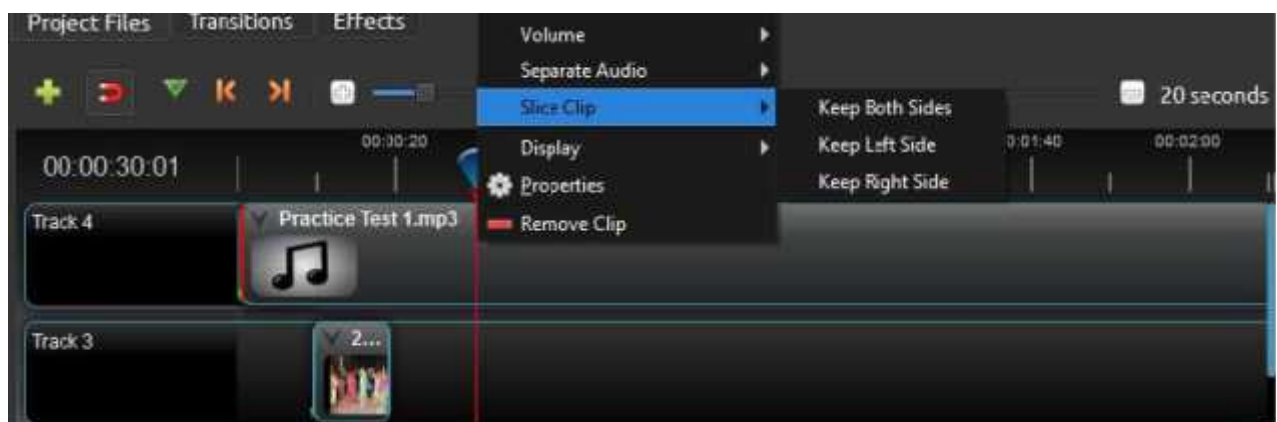 Project Files Transitions Effects
Volume
Separate Audio
Slice Clip
Display
Properties
Remove Clip
Keep Both Sides
Keep Left Side
Keep Right Side
20 seconds
00:00:30:01
00:00:20
0:01:40
00:02:00
Track 4
Practice Test 1.mp3
Track 3
2...